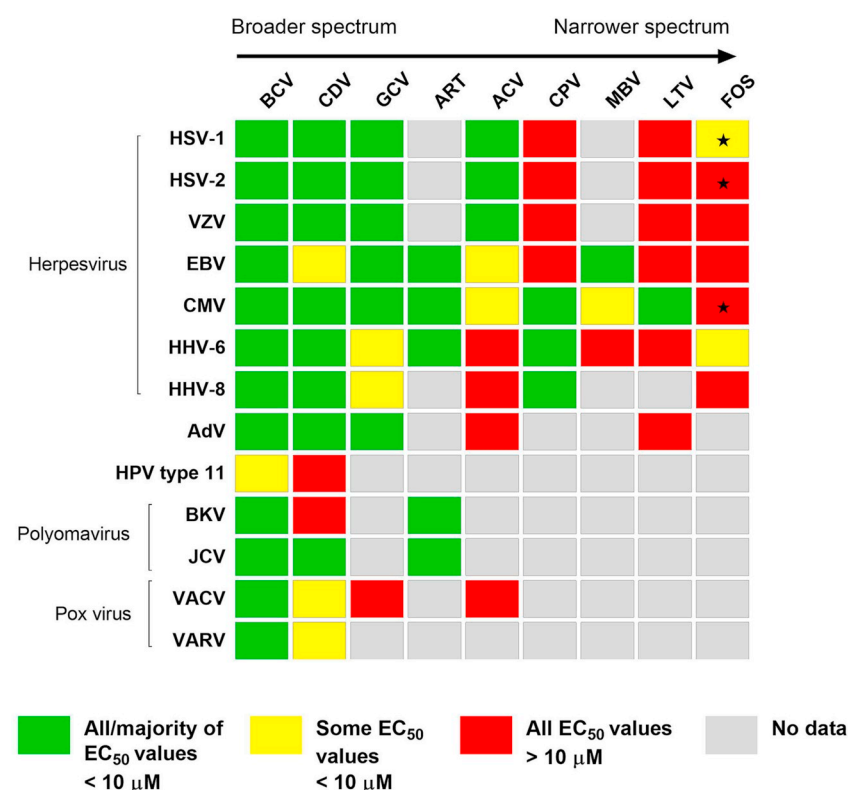 Broader spectrum Narrower spectrum
BCV CDV GCV ART ACV CPV MBV LTV FOS
HSV-1
HSV-2
VZV
EBV
Herpesvirus
CMV
HHV-6
HHV-8
AdV
HPV type 11
BKV
Polyomavirus
JCV
VACV
Pox virus
VARV
All/majority of
EC50 values
< 10 μM
Some EC50
values
< 10 μM
All EC50 values
> 10 μM
No data